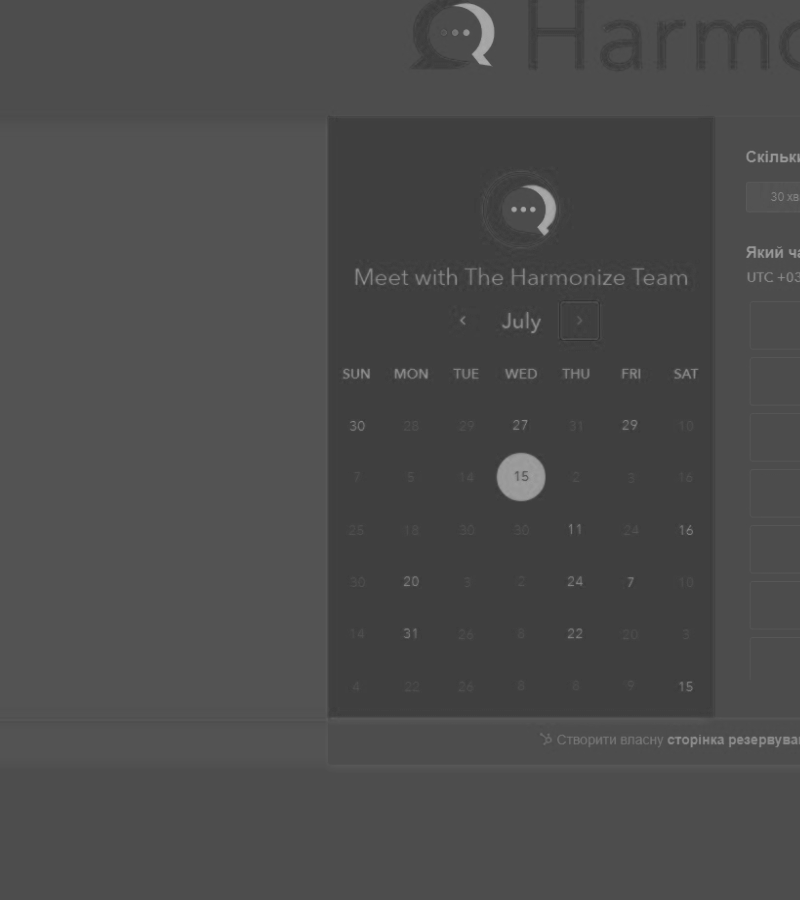 Harmo
Скільки
30 хв
Meet with The Harmonize Team
Який ча
UTC +03
July
SUN MON TUE WED THU FRI SAT
30 28 29 27 31 29 10
7 5 14 15 2 3 16
25 18 30 30 11 24 16
30 20 3 2 24 7 10
14 31 26 8 22 20 3
4 22 26 8 8 9 15
Створити власну сторінка резервува